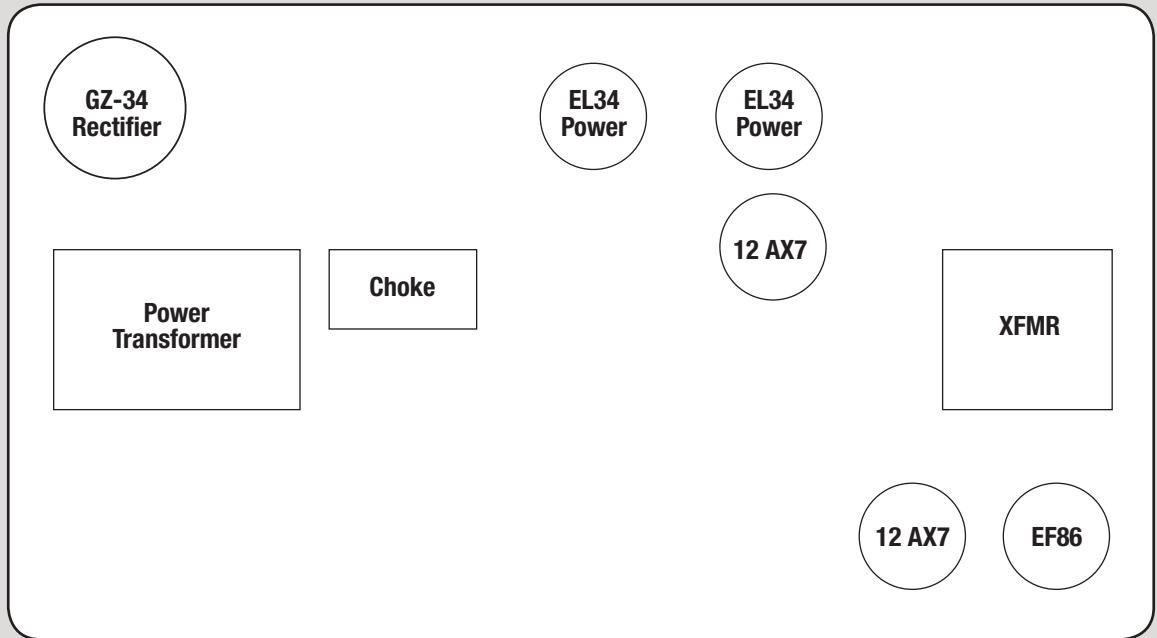 GZ-34
Rectifier
EL34
Power
EL34
Power
12 AX7
Choke
Power
Transformer
XFMR
12 AX7
EF86